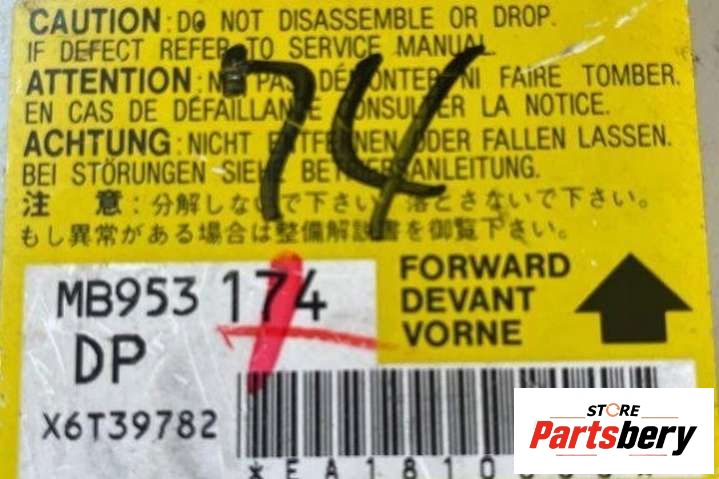 CAUTION: DO NOT DISASSEMBLE OR DROP.
IF DEFECT REFER TO SERVICE MANUAL.
ATTENTION: NE PAS DÉMONTER NI FAIRE TOMBER.
EN CAS DE DÉFAILLANCE CONSULTER LA NOTICE.
ACHTUNG: NICHT ENTFERNEN ODER FALLEN LASSEN.
BEI STÖRUNGEN SIEHE BETRIEBSANLEITUNG.
注 意:分解しないで下さい。落とさないで下さい。
もし異常がある場合は整備解説書を御覧下さい。
74
MB953174
DP
X6T39782
FORWARD
DEVANT
VORNE
STORE
Partsbery